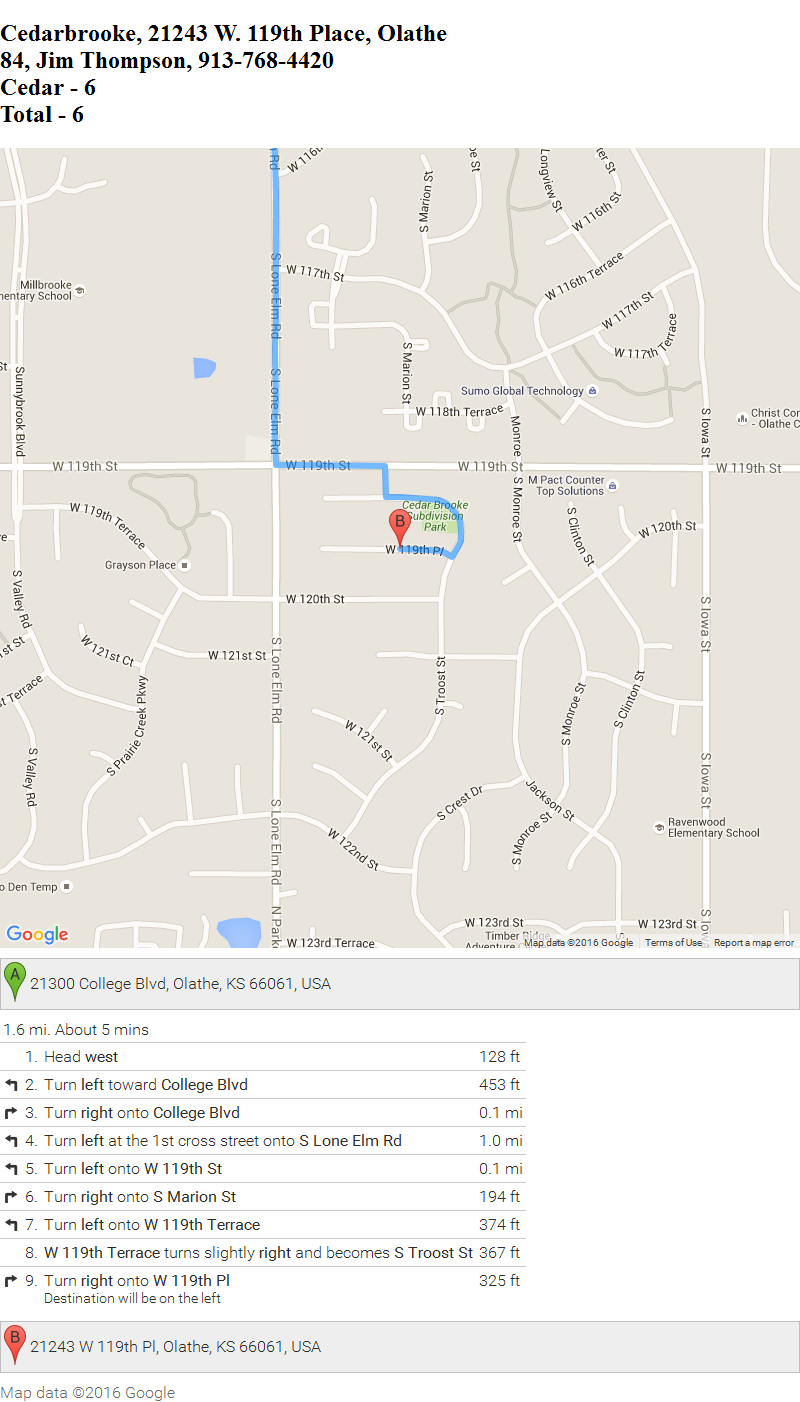 Cedarbrooke, 21243 W. 119th Place, Olathe
84, Jim Thompson, 913-768-4420
Cedar - 6
Total - 6
Rd
W 116th
S Marion St
Longview St
W 116th St
S Lone Elm Rd
W 117th St
W 116th Terrace
Millbrooke
mentary School
W 117th St
W 117th Terrace
S Lone Elm Rd
S Marion St
Sunnybrook Blvd
Sumo Global Technology
W 118th Terrace
Monroe St
S Iowa St
Christ Cor
- Olathe C
W 119th St
W 119th St
W 119th St
W 119th St
M Pact Counter
Top Solutions
S Monroe St
W 119th Terrace
Cedar Brooke
Subdivision
Park
S Clinton St
W 120th St
B
W 119th Pl
Grayson Place
S Valley Rd
W 120th St
S Iowa St
W 121st Ct
W 121st St
S Lone Elm Rd
st St
st Terrace
S Prairie Creek Pkwy
S Troost St
S Monroe St
S Clinton St
W 121st St
S Valley Rd
S Iowa St
S Crest Dr
Jackson St
S Lone Elm Rd
W 122nd St
S Monroe St
Ravenwood
Elementary School
o Den Temp
N Park
W 123rd St
W 123rd St
Google
W 123rd Terrace
Timber Ridge
Adventure
Map data ©2016 Google
Terms of Use
Report a map error
A
21300 College Blvd, Olathe, KS 66061, USA
1.6 mi. About 5 mins
1. Head west 128 ft
2. Turn left toward College Blvd 453 ft
3. Turn right onto College Blvd 0.1 mi
4. Turn left at the 1st cross street onto S Lone Elm Rd 1.0 mi
5. Turn left onto W 119th St 0.1 mi
6. Turn right onto S Marion St 194 ft
7. Turn left onto W 119th Terrace 374 ft
8. W 119th Terrace turns slightly right and becomes S Troost St 367 ft
9. Turn right onto W 119th Pl 325 ft
Destination will be on the left
B
21243 W 119th Pl, Olathe, KS 66061, USA
Map data ©2016 Google